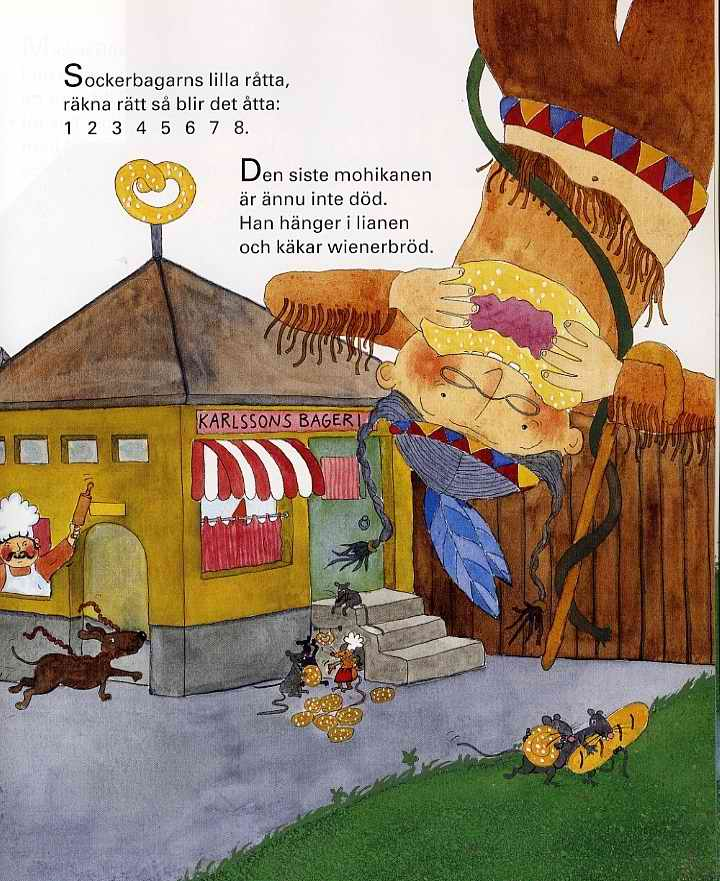 Sockerbagarns lilla råtta,
räkna rätt så blir det åtta:
1 2 3 4 5 6 7 8.
Den siste mohikanen
är ännu inte död.
Han hänger i lianen
och käkar wienerbröd.
KARLSSONS BAGERI